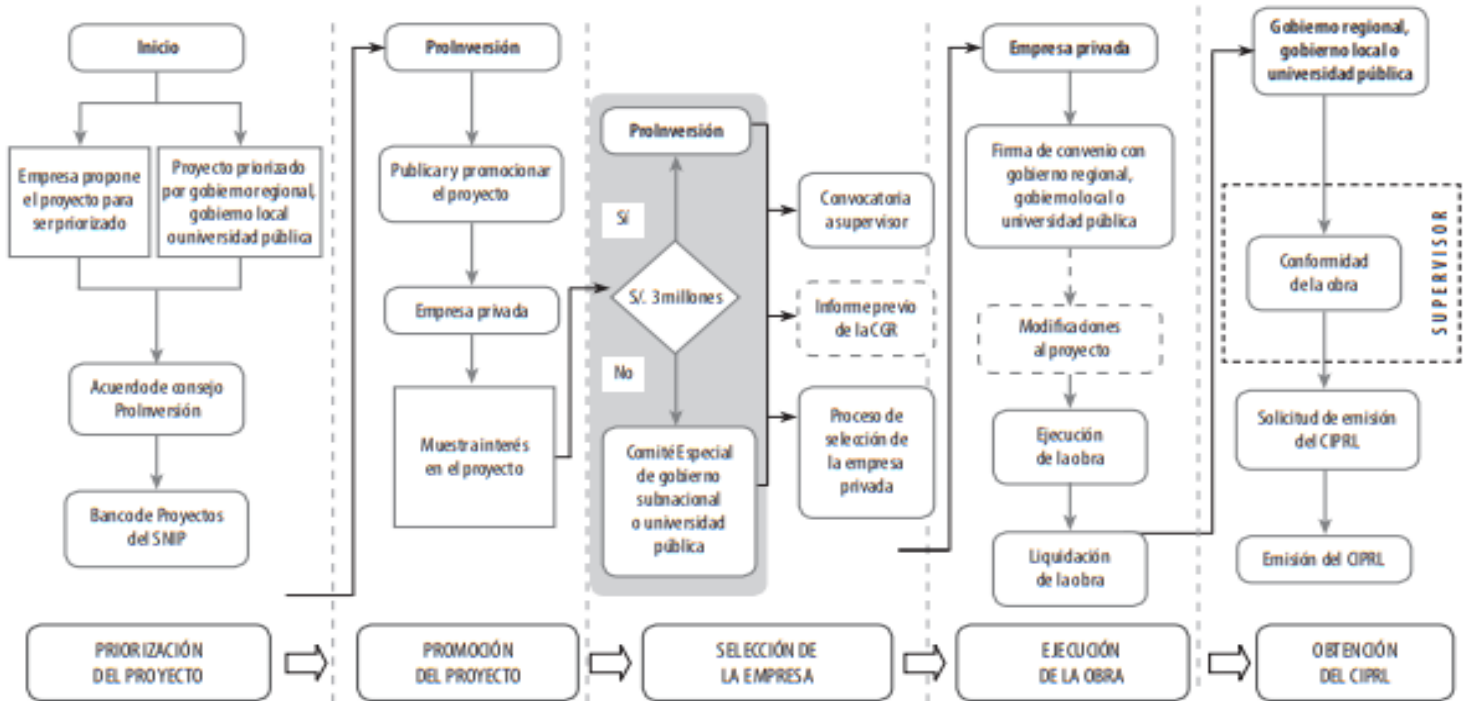 Inicio
Empresa propone
el proyecto para
ser priorizado
Proyecto priorizado
por gobierno regional,
gobierno local
o universidad pública
Acuerdo de consejo
ProInversión
Banco de Proyectos
del SNIP
PRIORIZACIÓN
DEL PROYECTO
ProInversión
Publicar y promocionar
el proyecto
Empresa privada
Muestra interés
en el proyecto
PROMOCIÓN
DEL PROYECTO
ProInversión
Sí
S/. 3 millones
No
Comité Especial
de gobierno
subnacional
o universidad
pública
Convocatoria
a supervisor
Informe previo
de la CGR
Proceso de
selección de
la empresa
privada
SELECCIÓN DE
LA EMPRESA
Empresa privada
Firma de convenio con
gobierno regional,
gobierno local o
universidad pública
Modificaciones
al proyecto
Ejecución
de la obra
Liquidación
de la obra
EJECUCIÓN
DE LA OBRA
Gobierno regional,
gobierno local o
universidad pública
Conformidad
de la obra
SUPERVISOR
Solicitud de emisión
del CIPRL
Emisión del CIPRL
OBTENCIÓN
DEL CIPRL